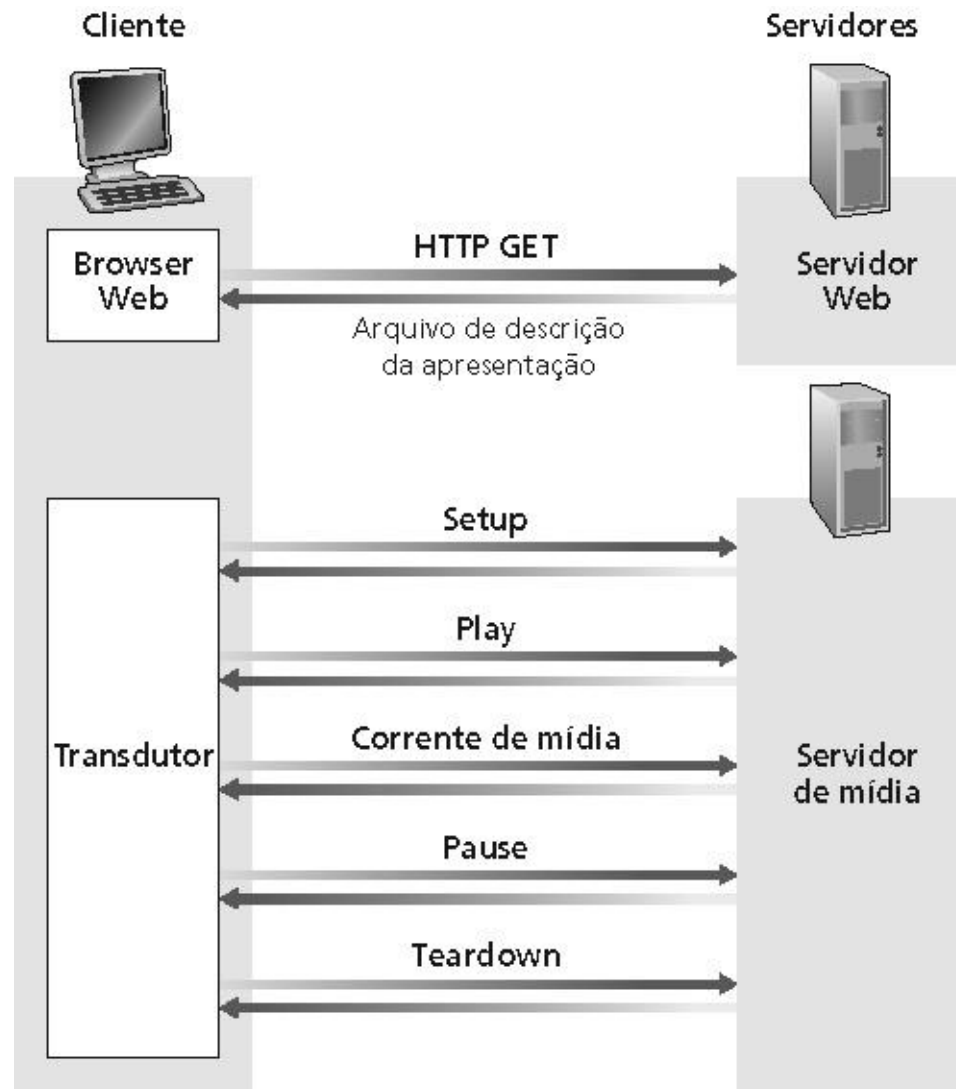 Cliente
Servidores
Browser
Web
HTTP GET
Arquivo de descrição
da apresentação
Servidor
Web
Setup
Play
Transdutor
Corrente de mídia
Servidor
de mídia
Pause
Teardown